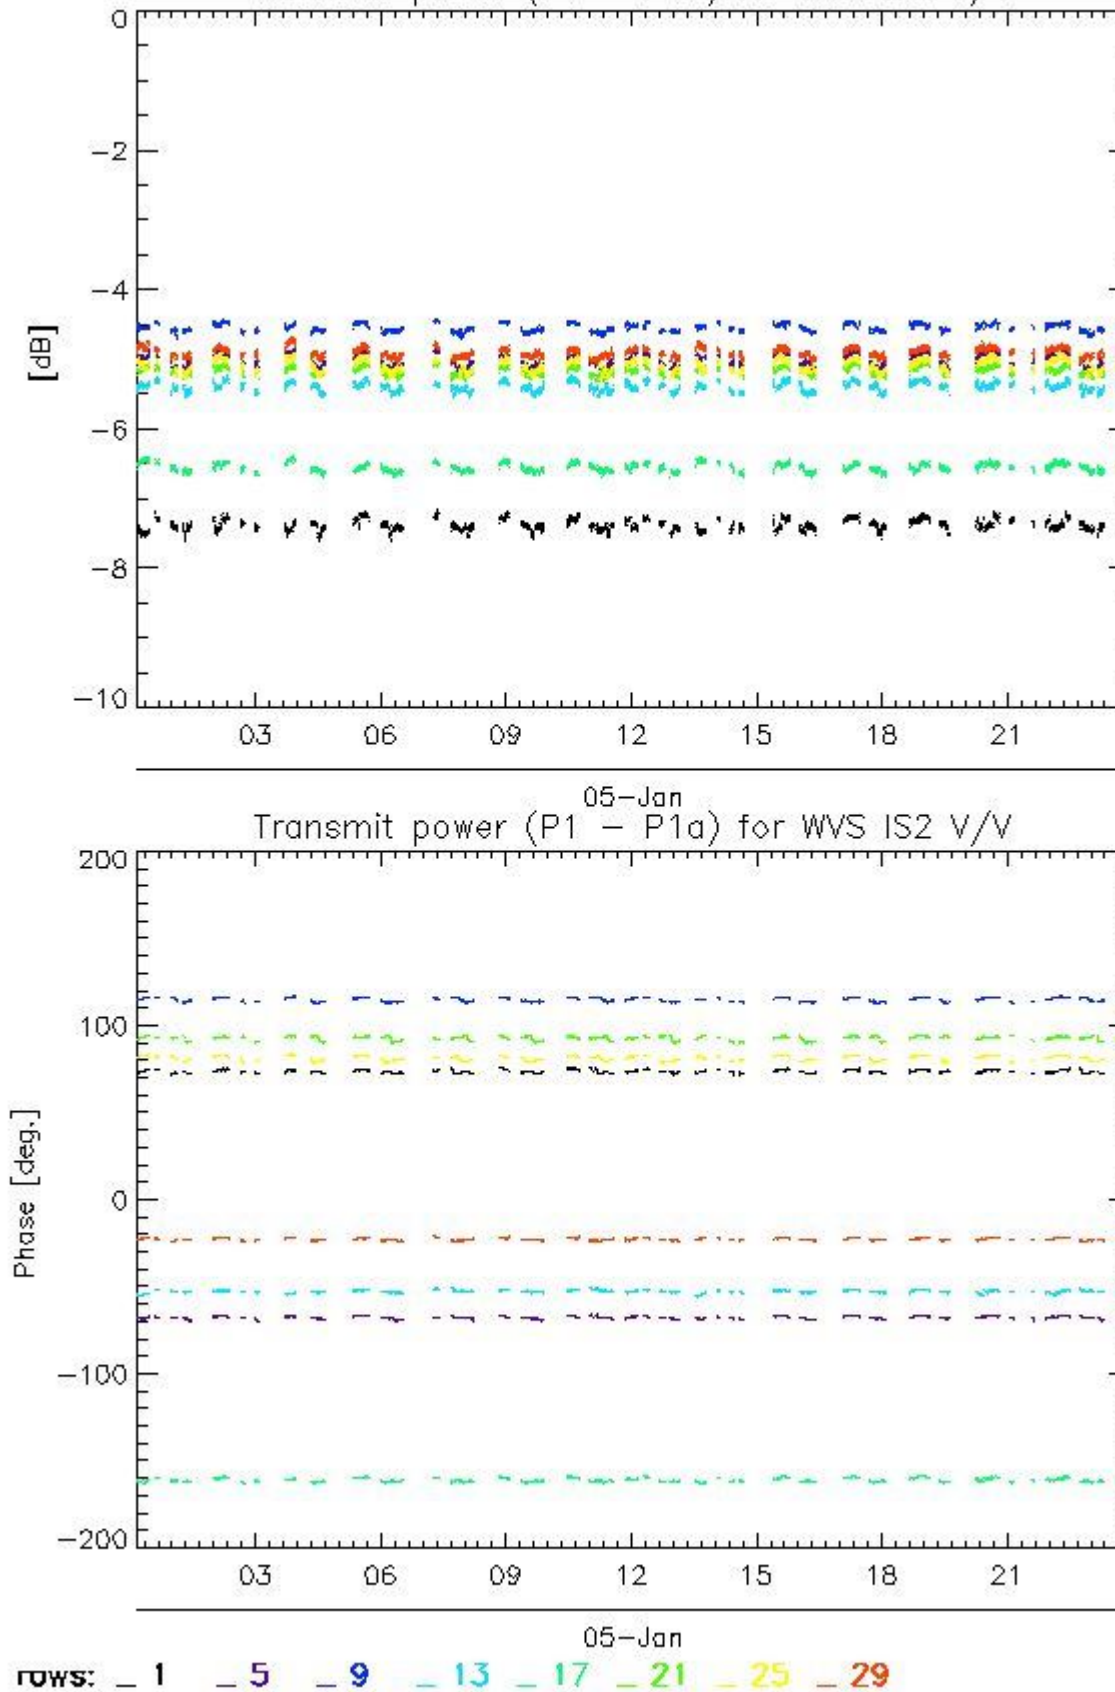 0
-2
-4
[dB]
-6
-8
-10
03 06 09 12 15 18 21
05-Jan
Transmit power (P1 - P1a) for WVS IS2 V/V
200
100
0
Phase [deg.]
-100
-200
03 06 09 12 15 18 21
05-Jan
rows: _ 1 _ 5 _ 9 _ 13 _ 17 _ 21 _ 25 _ 29